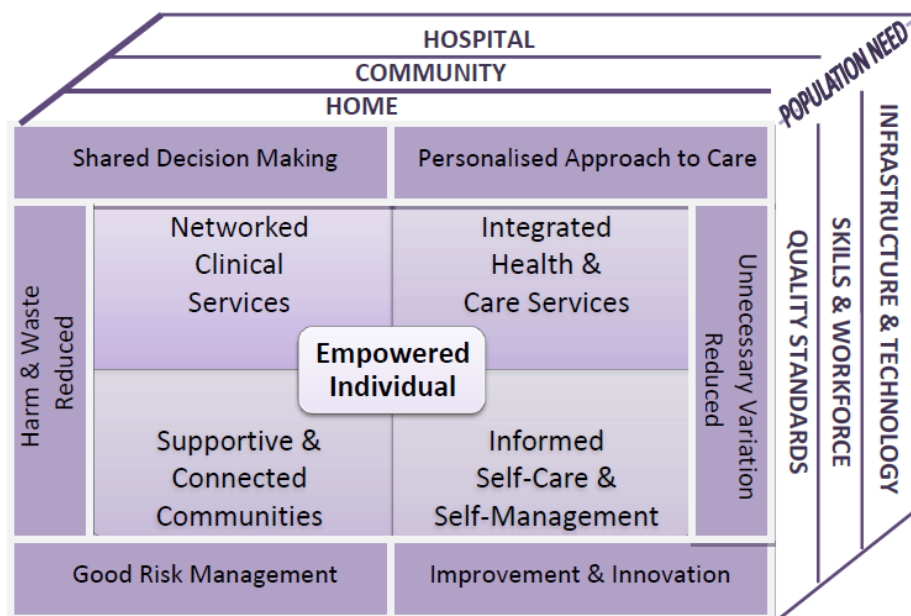 HOSPITAL
COMMUNITY
HOME
POPULATION NEED
Shared Decision Making
Personalised Approach to Care
Harm & Waste
Reduced
Networked
Clinical
Services
Integrated
Health &
Care Services
Empowered
Individual
Supportive &
Connected
Communities
Informed
Self-Care &
Self-Management
Unnecessary Variation
Reduced
QUALITY STANDARDS
SKILLS & WORKFORCE
INFRASTRUCTURE & TECHNOLOGY
Good Risk Management
Improvement & Innovation